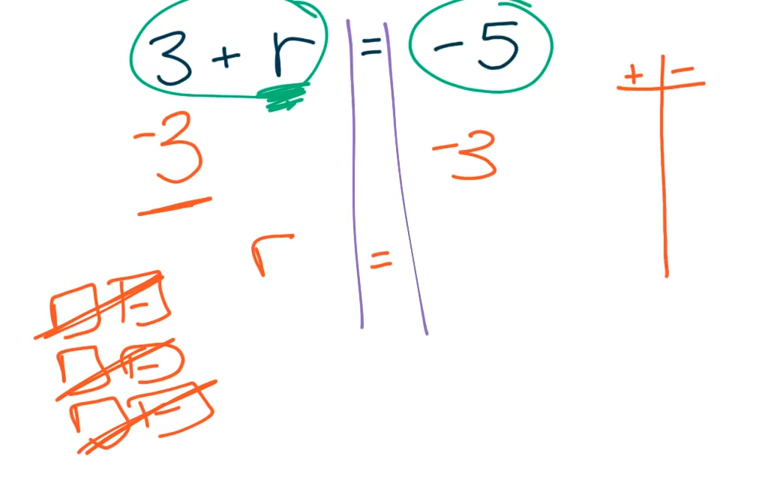 3 + r = -5
+ -
-3 -3
r =
- 
-
-